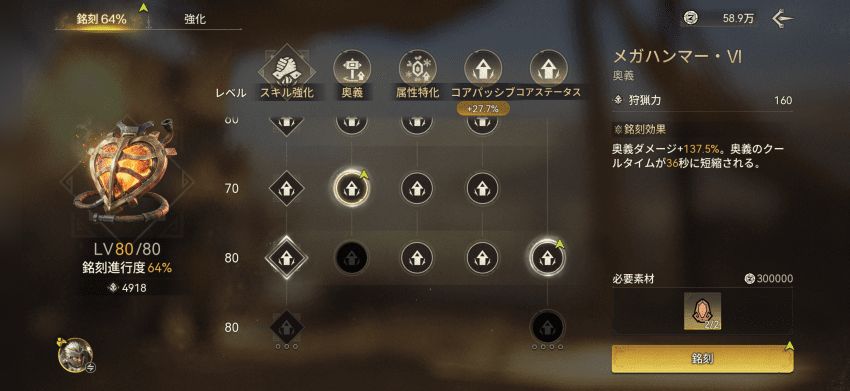 銘刻 64%
強化
58.9万
レベル
スキル強化
奥義
属性特化
コアパッシブ
コアステータス
+27.7%
60
70
80
80
LV80/80
銘刻進行度 64%
4918
メガハンマー・Ⅵ
奥義
狩猟力 160
銘刻効果
奥義ダメージ+137.5%。奥義のクー
ルタイムが36秒に短縮される。
必要素材
300000
2/2
銘刻